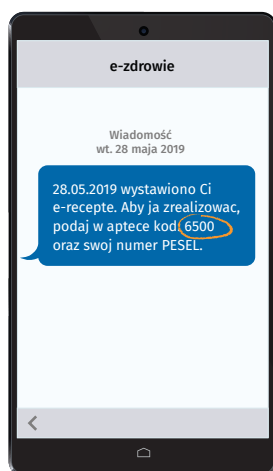 e-zdrowie
Wiadomość
wt. 28 maja 2019
28.05.2019 wystawiono Ci
e-recepte. Aby ja zrealizowac,
podaj w aptece kod: 6500
oraz swoj numer PESEL.